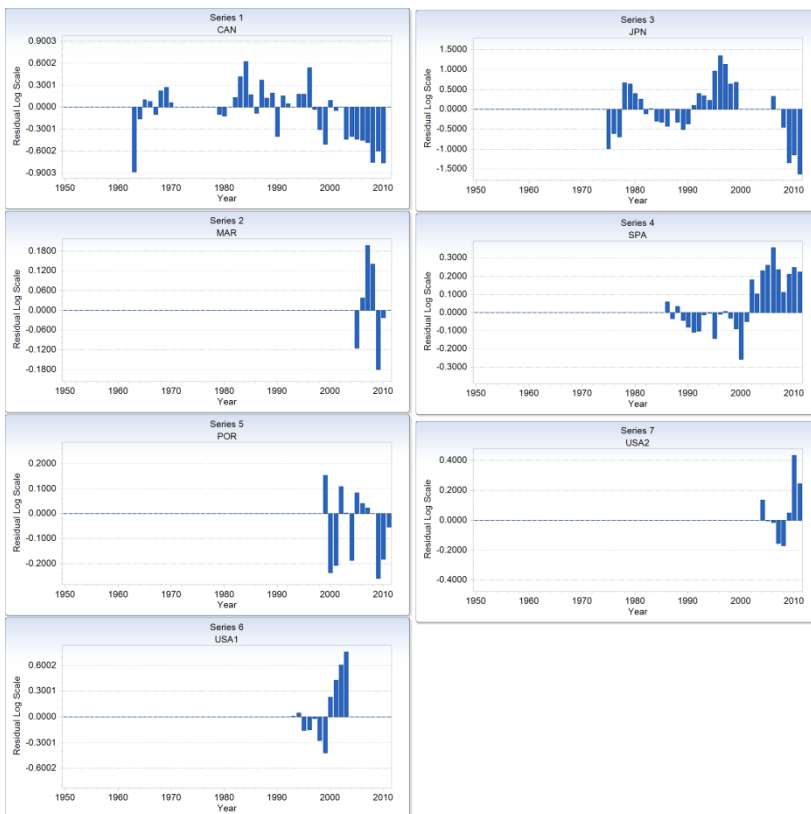 Series 1
CAN
0.9003
0.6002
0.3001
0.0000
-0.3001
-0.6002
-0.9003
Residual Log Scale
1950 1960 1970 1980 1990 2000 2010
Year
Series 3
JPN
1.5000
1.0000
0.5000
0.0000
-0.5000
-1.0000
-1.5000
Residual Log Scale
1950 1960 1970 1980 1990 2000 2010
Year
Series 2
MAR
0.1800
0.1200
0.0600
0.0000
-0.0600
-0.1200
-0.1800
Residual Log Scale
1950 1960 1970 1980 1990 2000 2010
Year
Series 4
SPA
0.3000
0.2000
0.1000
0.0000
-0.1000
-0.2000
-0.3000
Residual Log Scale
1950 1960 1970 1980 1990 2000 2010
Year
Series 5
POR
0.2000
0.1000
0.0000
-0.1000
-0.2000
Residual Log Scale
1950 1960 1970 1980 1990 2000 2010
Year
Series 7
USA2
0.4000
0.2000
0.0000
-0.2000
-0.4000
Residual Log Scale
1950 1960 1970 1980 1990 2000 2010
Year
Series 6
USA1
0.6002
0.3001
0.0000
-0.3001
-0.6002
Residual Log Scale
1950 1960 1970 1980 1990 2000 2010
Year